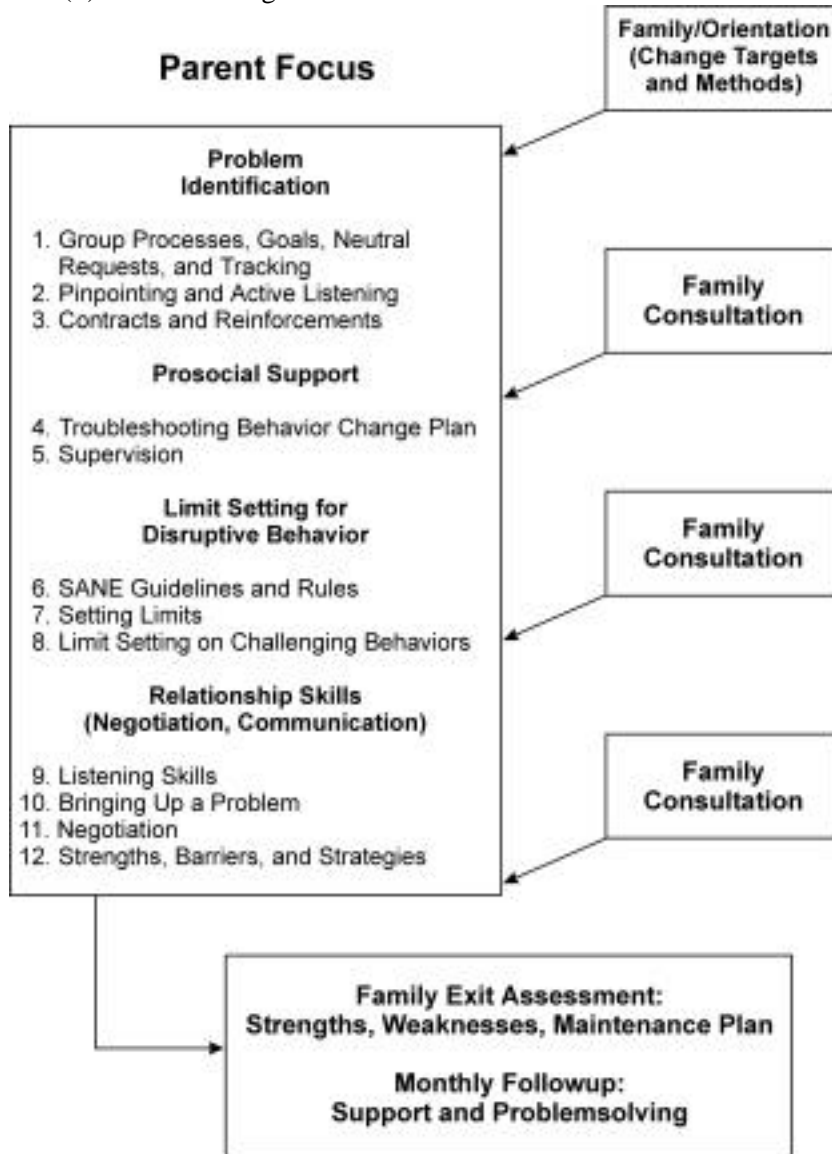 Family/Orientation
(Change Targets
and Methods)
Parent Focus
Problem
Identification
1. Group Processes, Goals, Neutral
Requests, and Tracking
2. Pinpointing and Active Listening
3. Contracts and Reinforcements
Family
Consultation
Prosocial Support
4. Troubleshooting Behavior Change Plan
5. Supervision
Limit Setting for
Disruptive Behavior
Family
Consultation
6. SANE Guidelines and Rules
7. Setting Limits
8. Limit Setting on Challenging Behaviors
Relationship Skills
(Negotiation, Communication)
Family
Consultation
9. Listening Skills
10. Bringing Up a Problem
11. Negotiation
12. Strengths, Barriers, and Strategies
Family Exit Assessment:
Strengths, Weaknesses, Maintenance Plan
Monthly Followup:
Support and Problemsolving